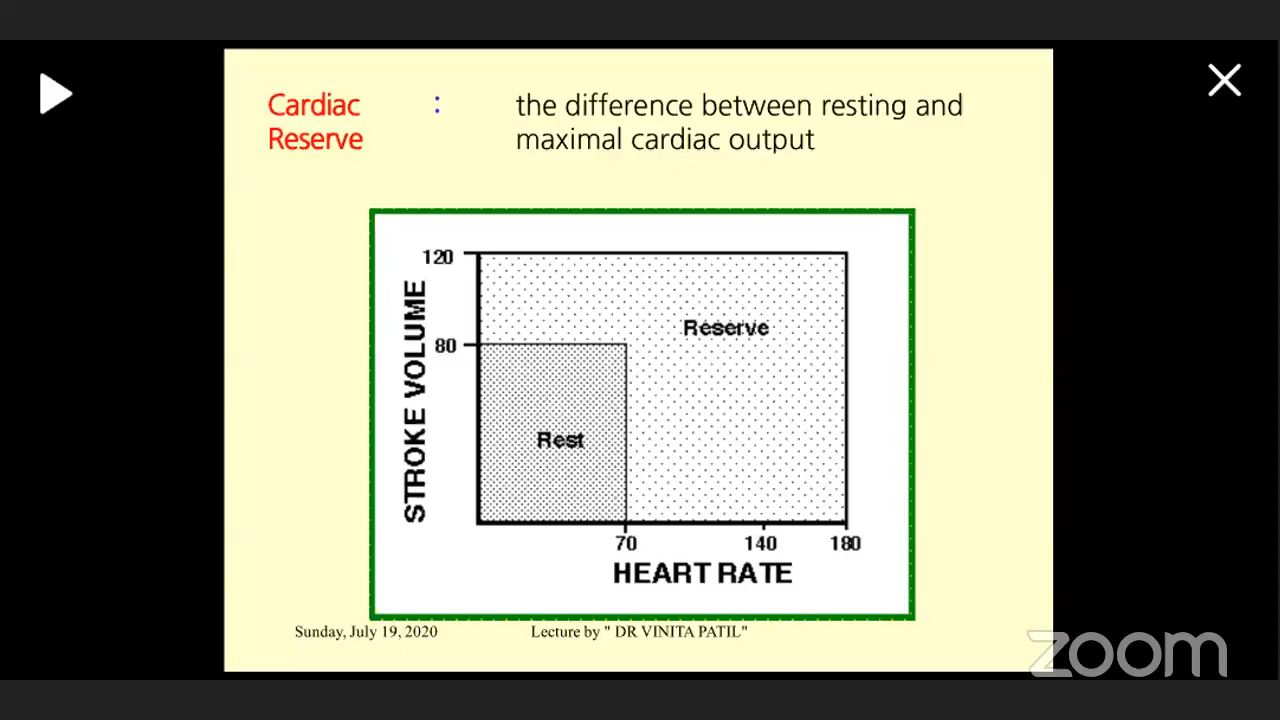 Cardiac : the difference between resting and
Reserve maximal cardiac output
120
Reserve
STROKE VOLUME
80
Rest
70 140 180
HEART RATE
Sunday, July 19, 2020 Lecture by " DR VINITA PATIL"
zoom